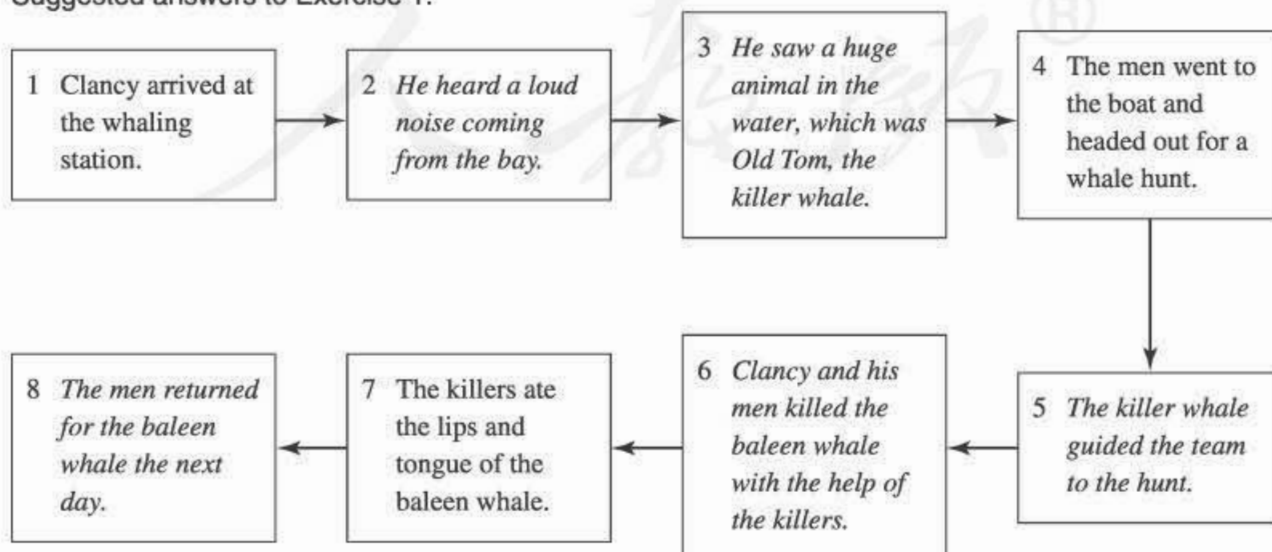 Suggested answers to Exercise 1:
1 Clancy arrived at
the whaling
station.
2 He heard a loud
noise coming
from the bay.
3 He saw a huge
animal in the
water, which was
Old Tom, the
killer whale.
4 The men went to
the boat and
headed out for a
whale hunt.
5 The killer whale
guided the team
to the hunt.
6 Clancy and his
men killed the
baleen whale
with the help of
the killers.
7 The killers ate
the lips and
tongue of the
baleen whale.
8 The men returned
for the baleen
whale the next
day.
®